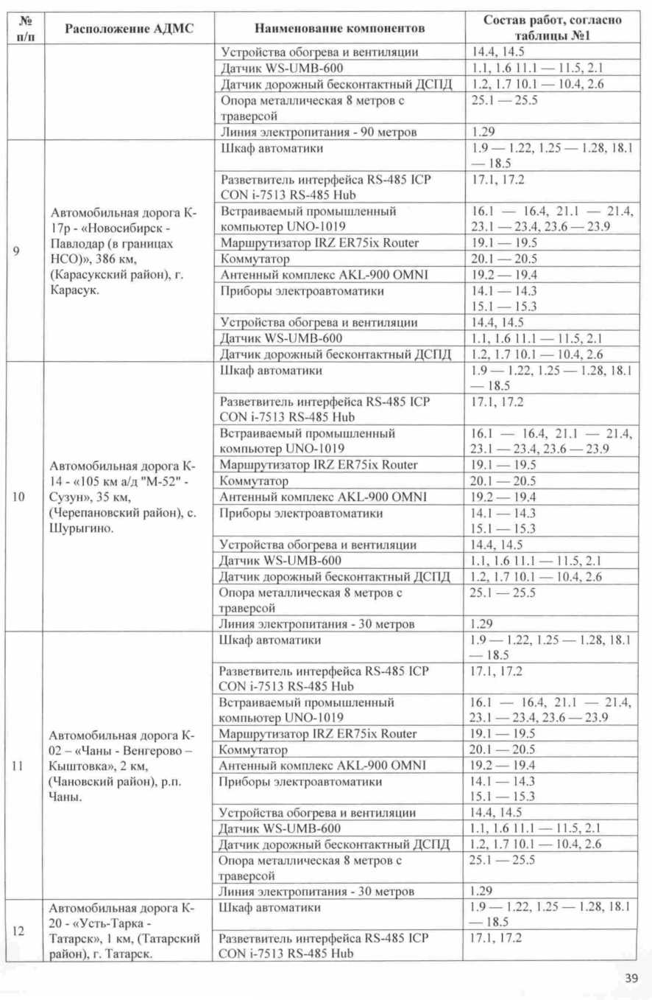 №
п/п
Расположение АДМС
Наименование компонентов
Состав работ, согласно
таблицы №1
Устройства обогрева и вентиляции
14.4, 14.5
Датчик WS-UMB-600
1.1, 1.6 11.1 — 11.5, 2.1
Датчик дорожный бесконтактный ДСПД
1.2, 1.7 10.1 — 10.4, 2.6
Опора металлическая 8 метров с
траверсой
25.1 — 25.5
Линия электропитания - 90 метров
1.29
9
Автомобильная дорога К-
17р - «Новосибирск -
Павлодар (в границах
НСО)», 386 км,
(Карасукский район), г.
Карасук.
Шкаф автоматики
1.9 — 1.22, 1.25 — 1.28, 18.1
— 18.5
Разветвитель интерфейса RS-485 ICP
CON i-7513 RS-485 Hub
17.1, 17.2
Встраиваемый промышленный
компьютер UNO-1019
16.1 — 16.4, 21.1 — 21.4,
23.1 — 23.4, 23.6 — 23.9
Маршрутизатор IRZ ER75ix Router
19.1 — 19.5
Коммутатор
20.1 — 20.5
Антенный комплекс AKL-900 OMNI
19.2 — 19.4
Приборы электроавтоматики
14.1 — 14.3
15.1 — 15.3
Устройства обогрева и вентиляции
14.4, 14.5
Датчик WS-UMB-600
1.1, 1.6 11.1 — 11.5, 2.1
Датчик дорожный бесконтактный ДСПД
1.2, 1.7 10.1 — 10.4, 2.6
10
Автомобильная дорога К-
14 - «105 км а/д "М-52" -
Сузун», 35 км,
(Черепановский район), с.
Шурыгино.
Шкаф автоматики
1.9 — 1.22, 1.25 — 1.28, 18.1
— 18.5
Разветвитель интерфейса RS-485 ICP
CON i-7513 RS-485 Hub
17.1, 17.2
Встраиваемый промышленный
компьютер UNO-1019
16.1 — 16.4, 21.1 — 21.4,
23.1 — 23.4, 23.6 — 23.9
Маршрутизатор IRZ ER75ix Router
19.1 — 19.5
Коммутатор
20.1 — 20.5
Антенный комплекс AKL-900 OMNI
19.2 — 19.4
Приборы электроавтоматики
14.1 — 14.3
15.1 — 15.3
Устройства обогрева и вентиляции
14.4, 14.5
Датчик WS-UMB-600
1.1, 1.6 11.1 — 11.5, 2.1
Датчик дорожный бесконтактный ДСПД
1.2, 1.7 10.1 — 10.4, 2.6
Опора металлическая 8 метров с
траверсой
25.1 — 25.5
Линия электропитания - 30 метров
1.29
11
Автомобильная дорога К-
02 – «Чаны - Венгерово –
Кыштовка», 2 км,
(Чановский район), р.п.
Чаны.
Шкаф автоматики
1.9 — 1.22, 1.25 — 1.28, 18.1
— 18.5
Разветвитель интерфейса RS-485 ICP
CON i-7513 RS-485 Hub
17.1, 17.2
Встраиваемый промышленный
компьютер UNO-1019
16.1 — 16.4, 21.1 — 21.4,
23.1 — 23.4, 23.6 — 23.9
Маршрутизатор IRZ ER75ix Router
19.1 — 19.5
Коммутатор
20.1 — 20.5
Антенный комплекс AKL-900 OMNI
19.2 — 19.4
Приборы электроавтоматики
14.1 — 14.3
15.1 — 15.3
Устройства обогрева и вентиляции
14.4, 14.5
Датчик WS-UMB-600
1.1, 1.6 11.1 — 11.5, 2.1
Датчик дорожный бесконтактный ДСПД
1.2, 1.7 10.1 — 10.4, 2.6
Опора металлическая 8 метров с
траверсой
25.1 — 25.5
Линия электропитания - 30 метров
1.29
12
Автомобильная дорога К-
20 - «Усть-Тарка -
Татарск», 1 км, (Татарский
район), г. Татарск.
Шкаф автоматики
1.9 — 1.22, 1.25 — 1.28, 18.1
— 18.5
Разветвитель интерфейса RS-485 ICP
CON i-7513 RS-485 Hub
17.1, 17.2
39